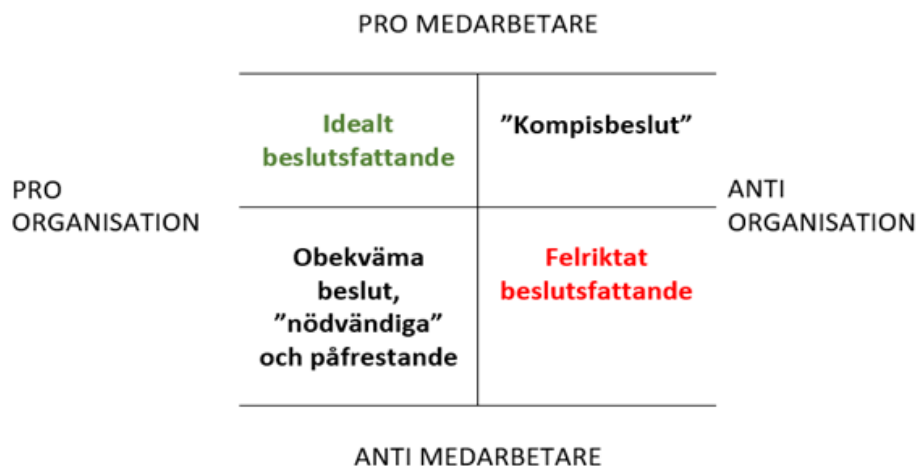 PRO MEDARBETARE
Idealt
beslutsfattande
”Kompisbeslut”
PRO
ORGANISATION
ANTI
ORGANISATION
Obekväma
beslut,
”nödvändiga”
och påfrestande
Felriktat
beslutsfattande
ANTI MEDARBETARE